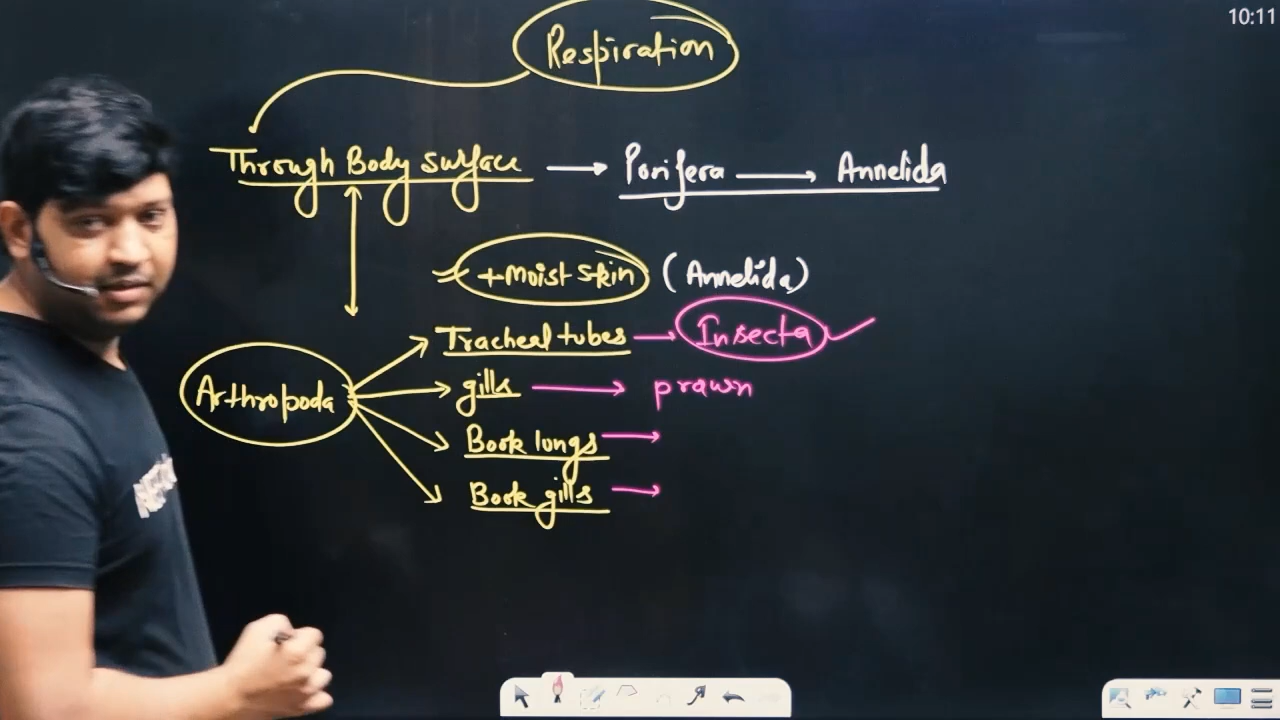 10:11
Respiration
Through Body surface → Porifera → Annelida
+Moist skin (Annelida)
Tracheal tubes → Insecta ✓
Arthropoda
gills → prawn
Book lungs →
Book gills →